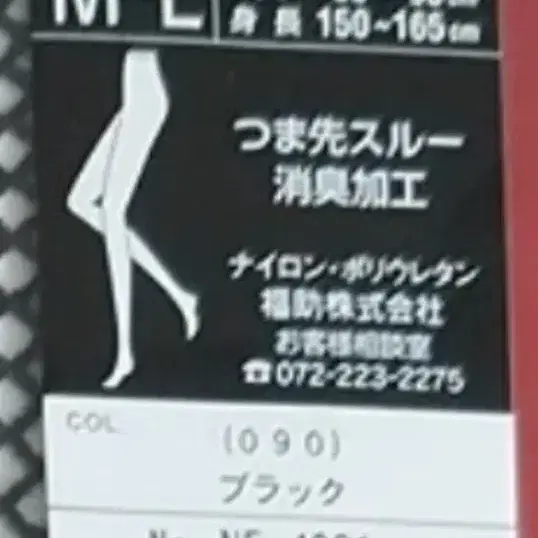 M-L
身長 150~165cm
つま先スルー
消臭加工
ナイロン・ポリウレタン
福助株式会社
お客様相談室
☎072-223-2275
COL.
(090)
ブラック